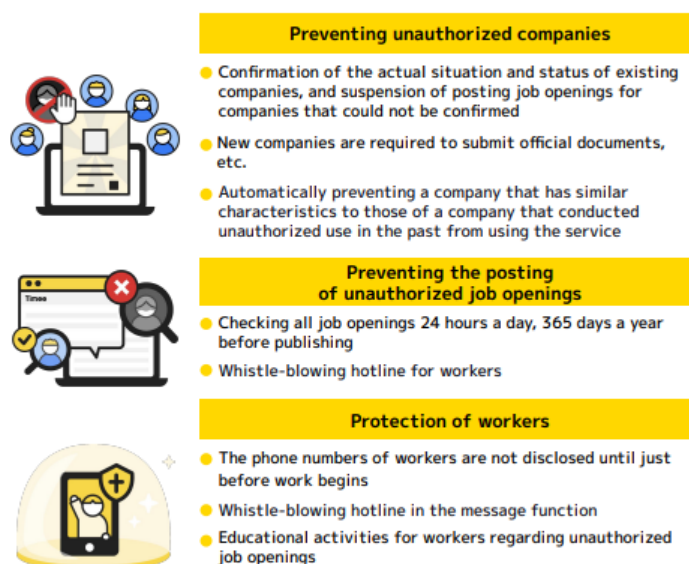 Preventing unauthorized companies
Confirmation of the actual situation and status of existing
companies, and suspension of posting job openings for
companies that could not be confirmed
New companies are required to submit official documents,
etc.
Automatically preventing a company that has similar
characteristics to those of a company that conducted
unauthorized use in the past from using the service
Timee
Preventing the posting
of unauthorized job openings
Checking all job openings 24 hours a day, 365 days a year
before publishing
Whistle-blowing hotline for workers
Protection of workers
The phone numbers of workers are not disclosed until just
before work begins
Whistle-blowing hotline in the message function
Educational activities for workers regarding unauthorized
job openings